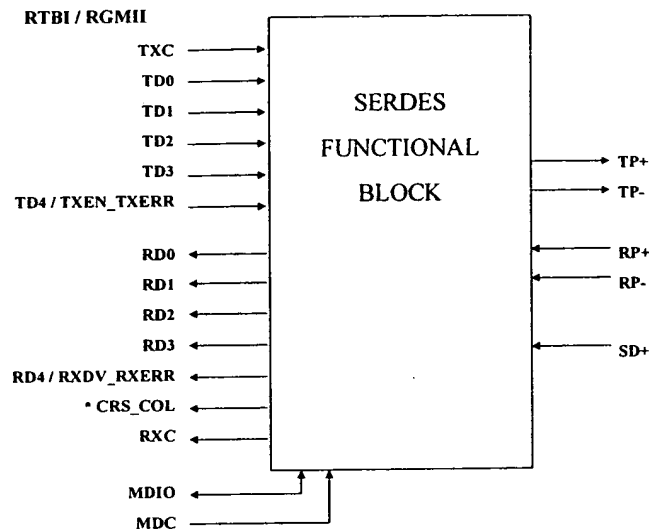 RTBI / RGMII
TXC
TD0
TD1
TD2
TD3
TD4 / TXEN_TXERR
RD0
RD1
RD2
RD3
RD4 / RXDV_RXERR
* CRS_COL
RXC
MDIO
MDC
SERDES
FUNCTIONAL
BLOCK
TP+
TP-
RP+
RP-
SD+